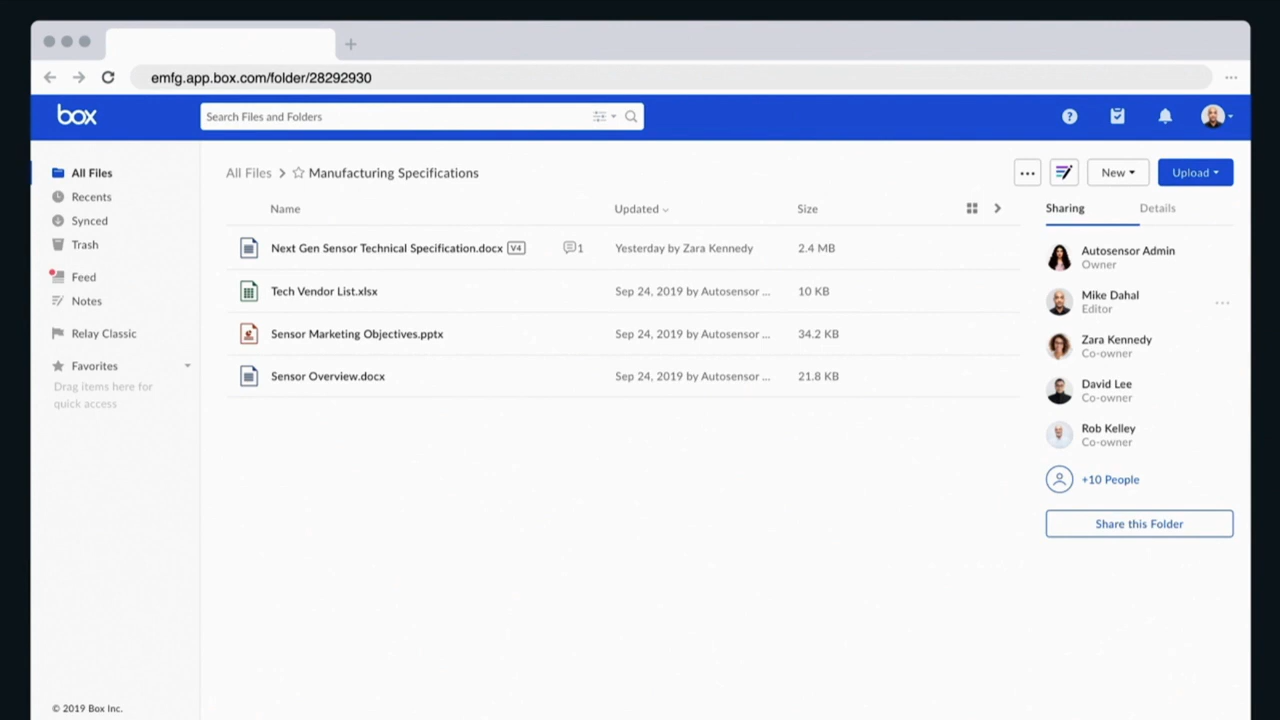 emfg.app.box.com/folder/28292930
box
Search Files and Folders
All Files
Recents
Synced
Trash
Feed
Notes
Relay Classic
Favorites
Drag items here for
quick access
© 2019 Box Inc.
All Files > Manufacturing Specifications
New
Upload
Name Updated Size
Next Gen Sensor Technical Specification.docx V4 1 Yesterday by Zara Kennedy 2.4 MB
Tech Vendor List.xlsx Sep 24, 2019 by Autosensor ... 10 KB
Sensor Marketing Objectives.pptx Sep 24, 2019 by Autosensor ... 34.2 KB
Sensor Overview.docx Sep 24, 2019 by Autosensor ... 21.8 KB
Sharing Details
Autosensor Admin
Owner
Mike Dahal
Editor
Zara Kennedy
Co-owner
David Lee
Co-owner
Rob Kelley
Co-owner
+10 People
Share this Folder